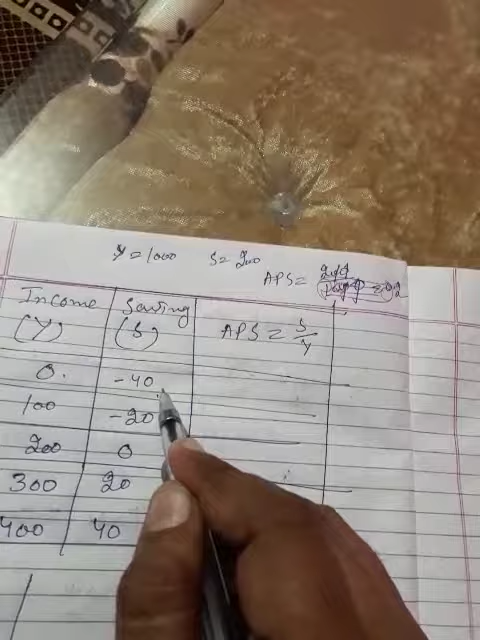 Y = 1000 S = 200
APS = 200/1000 = 0.2
Income Saving
(Y) (S) APS = S/Y
0. -40
100 -20
200 0
300 20
400 40